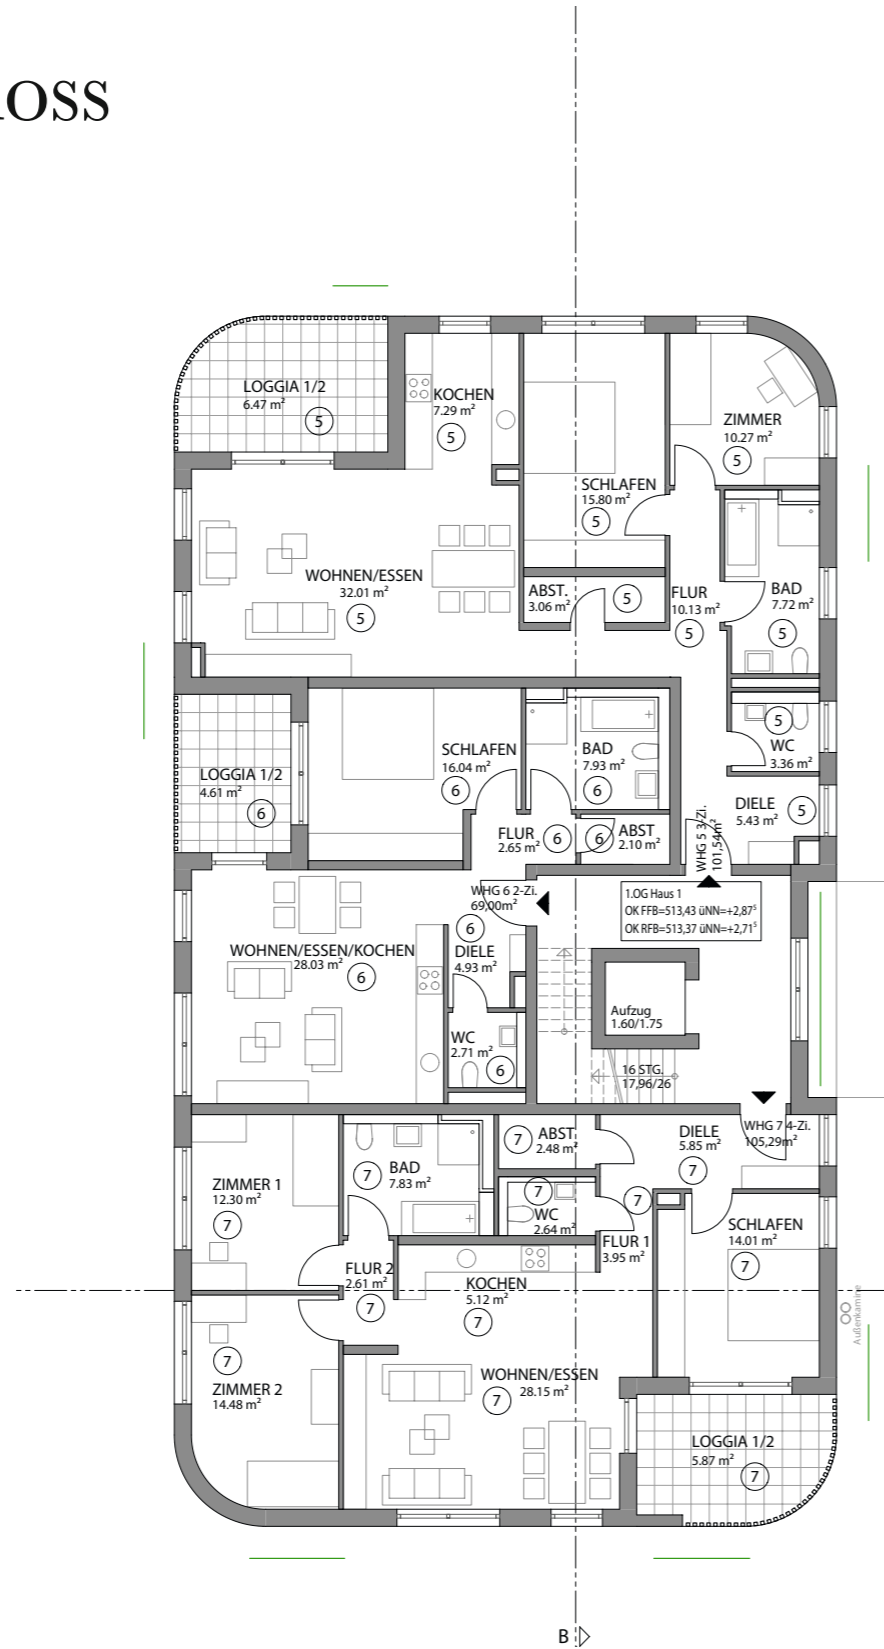 OSS
LOGGIA 1/2
6.47 m²
5
KOCHEN
7.29 m²
5
ZIMMER
10.27 m²
5
SCHLAFEN
15.80 m²
5
WOHNEN/ESSEN
32.01 m²
5
ABST.
3.06 m²
5
FLUR
10.13 m²
5
BAD
7.72 m²
5
5
WC
3.36 m²
DIELE
5.43 m²
5
WHG 5 3-Zi.
101,54m²
LOGGIA 1/2
4.61 m²
6
SCHLAFEN
16.04 m²
6
BAD
7.93 m²
6
FLUR
2.65 m²
6
6
ABST
2.10 m²
WHG 6 2-Zi.
69,00m²
6
DIELE
4.93 m²
WOHNEN/ESSEN/KOCHEN
28.03 m²
6
WC
2.71 m²
6
1.OG Haus 1
OK FFB=513,43 üNN=+2,87⁵
OK RFB=513,37 üNN=+2,71⁵
Aufzug
1.60/1.75
16 STG.
17,96/26
WHG 7 4-Zi.
105,29m²
DIELE
5.85 m²
7
7
ABST
2.48 m²
7
BAD
7.83 m²
7
WC
2.64 m²
7
FLUR 1
3.95 m²
ZIMMER 1
12.30 m²
7
SCHLAFEN
14.01 m²
7
FLUR 2
2.61 m²
7
KOCHEN
5.12 m²
7
Außenkamine
7
ZIMMER 2
14.48 m²
WOHNEN/ESSEN
28.15 m²
7
LOGGIA 1/2
5.87 m²
7
B